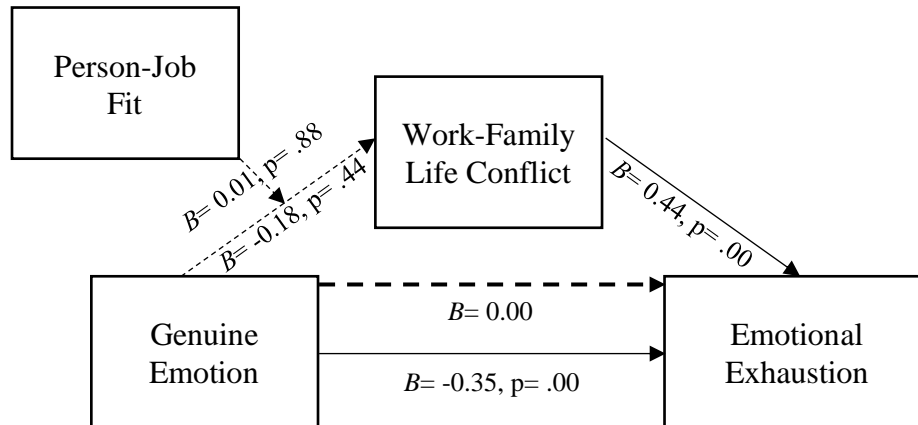 Person-Job
Fit
Work-Family
Life Conflict
B= 0.01, p= .88
B= -0.18, p= .44
B= 0.44, p= .00
Genuine
Emotion
B= 0.00
B= -0.35, p= .00
Emotional
Exhaustion